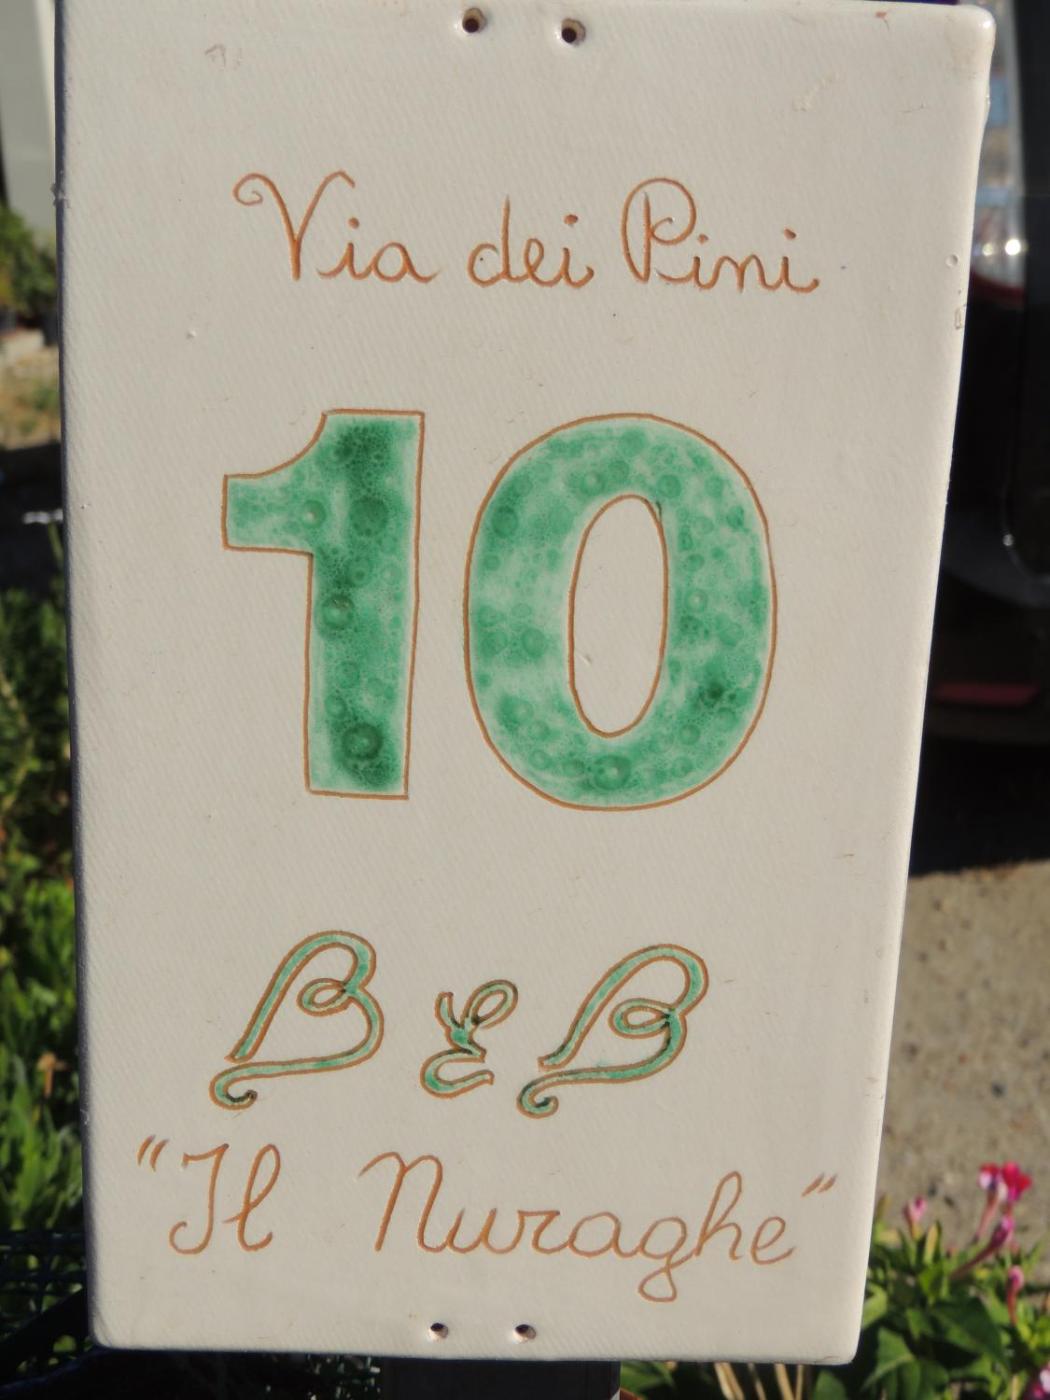 Via dei Pini
10
B & B
"Il Nuraghe"